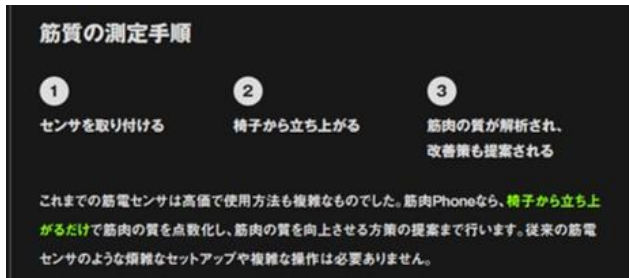 筋質の測定手順
1
センサを取り付ける
2
椅子から立ち上がる
3
筋肉の質が解析され、
改善策も提案される
これまでの筋電センサは高価で使用方法も複雑なものでした。筋肉Phoneなら、椅子から立ち上
がるだけで筋肉の質を点数化し、筋肉の質を向上させる方策の提案まで行います。従来の筋電
センサのような煩雑なセットアップや複雑な操作は必要ありません。